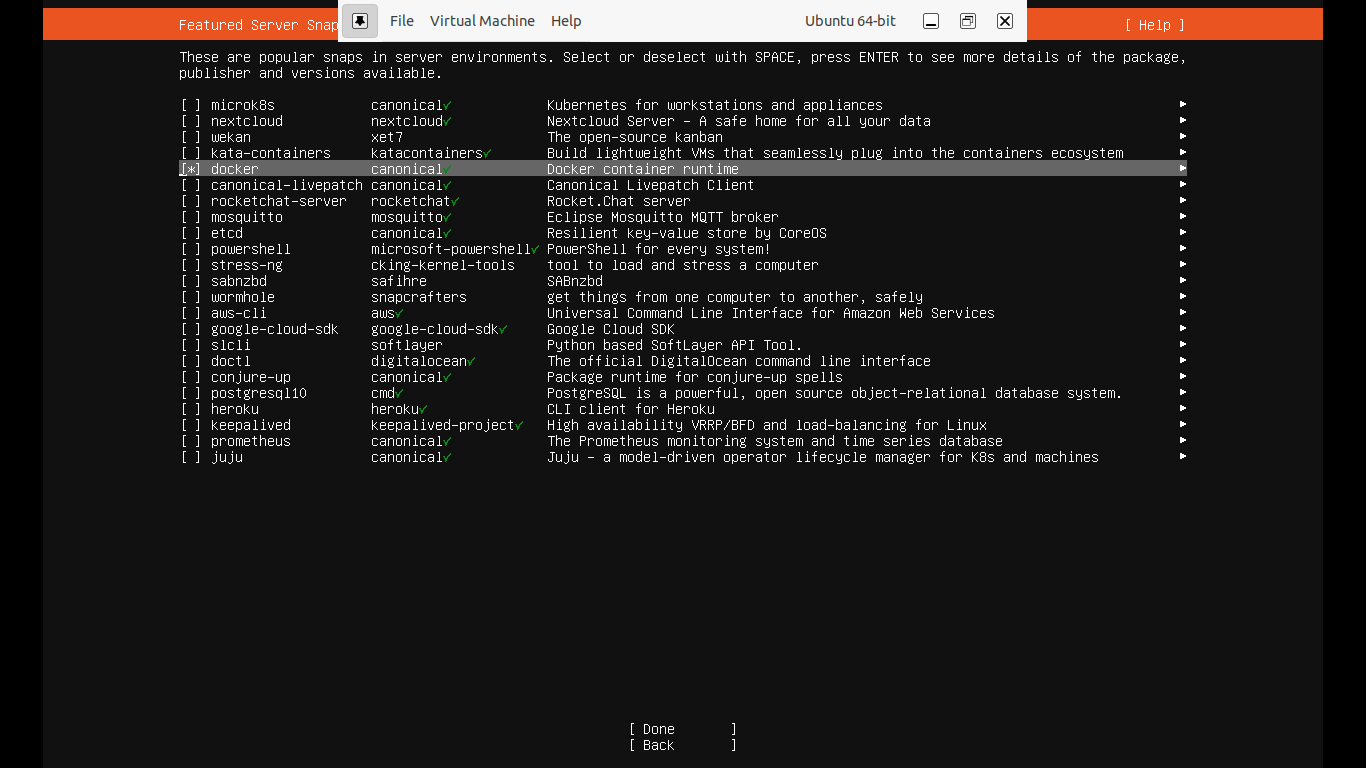 File Virtual Machine Help Ubuntu 64-bit
Featured Server Snap [ Help ]
These are popular snaps in server environments. Select or deselect with SPACE, press ENTER to see more details of the package,
publisher and versions available.
[ ] microk8s canonical✓ Kubernetes for workstations and appliances ►
[ ] nextcloud nextcloud✓ Nextcloud Server - A safe home for all your data ►
[ ] wekan xet7 The open-source kanban ►
[ ] kata-containers katacontainers✓ Build lightweight VMs that seamlessly plug into the containers ecosystem ►
[*] docker canonical✓ Docker container runtime ►
[ ] canonical-livepatch canonical✓ Canonical Livepatch Client ►
[ ] rocketchat-server rocketchat✓ Rocket.Chat server ►
[ ] mosquitto mosquitto✓ Eclipse Mosquitto MQTT broker ►
[ ] etcd canonical✓ Resilient key-value store by CoreOS ►
[ ] powershell microsoft-powershell✓ PowerShell for every system! ►
[ ] stress-ng cking-kernel-tools tool to load and stress a computer ►
[ ] sabnzbd safihre SABnzbd ►
[ ] wormhole snapcrafters get things from one computer to another, safely ►
[ ] aws-cli aws✓ Universal Command Line Interface for Amazon Web Services ►
[ ] google-cloud-sdk google-cloud-sdk✓ Google Cloud SDK ►
[ ] slcli softlayer Python based SoftLayer API Tool. ►
[ ] doctl digitalocean✓ The official DigitalOcean command line interface ►
[ ] conjure-up canonical✓ Package runtime for conjure-up spells ►
[ ] postgresql10 cmd✓ PostgreSQL is a powerful, open source object-relational database system. ►
[ ] heroku heroku✓ CLI client for Heroku ►
[ ] keepalived keepalived-project✓ High availability VRRP/BFD and load-balancing for Linux ►
[ ] prometheus canonical✓ The Prometheus monitoring system and time series database ►
[ ] juju canonical✓ Juju - a model-driven operator lifecycle manager for K8s and machines ►
[ Done ]
[ Back ]